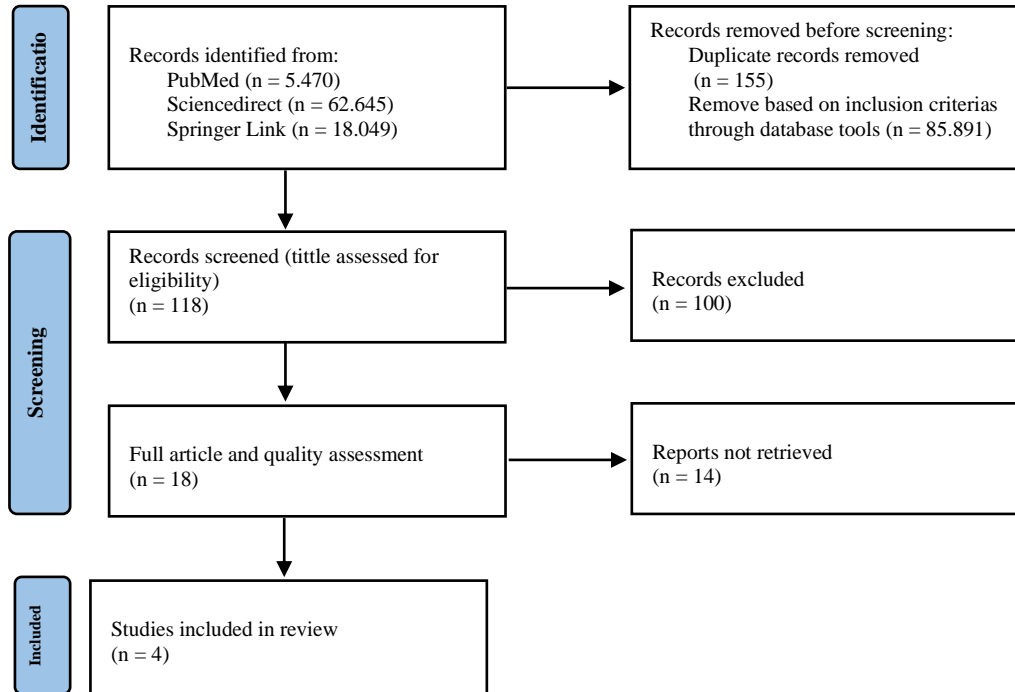 Identificatio
Records identified from:
PubMed (n = 5.470)
Sciencedirect (n = 62.645)
Springer Link (n = 18.049)
Records removed before screening:
Duplicate records removed
(n = 155)
Remove based on inclusion criterias
through database tools (n = 85.891)
Screening
Records screened (tittle assessed for
eligibility)
(n = 118)
Records excluded
(n = 100)
Full article and quality assessment
(n = 18)
Reports not retrieved
(n = 14)
Included
Studies included in review
(n = 4)